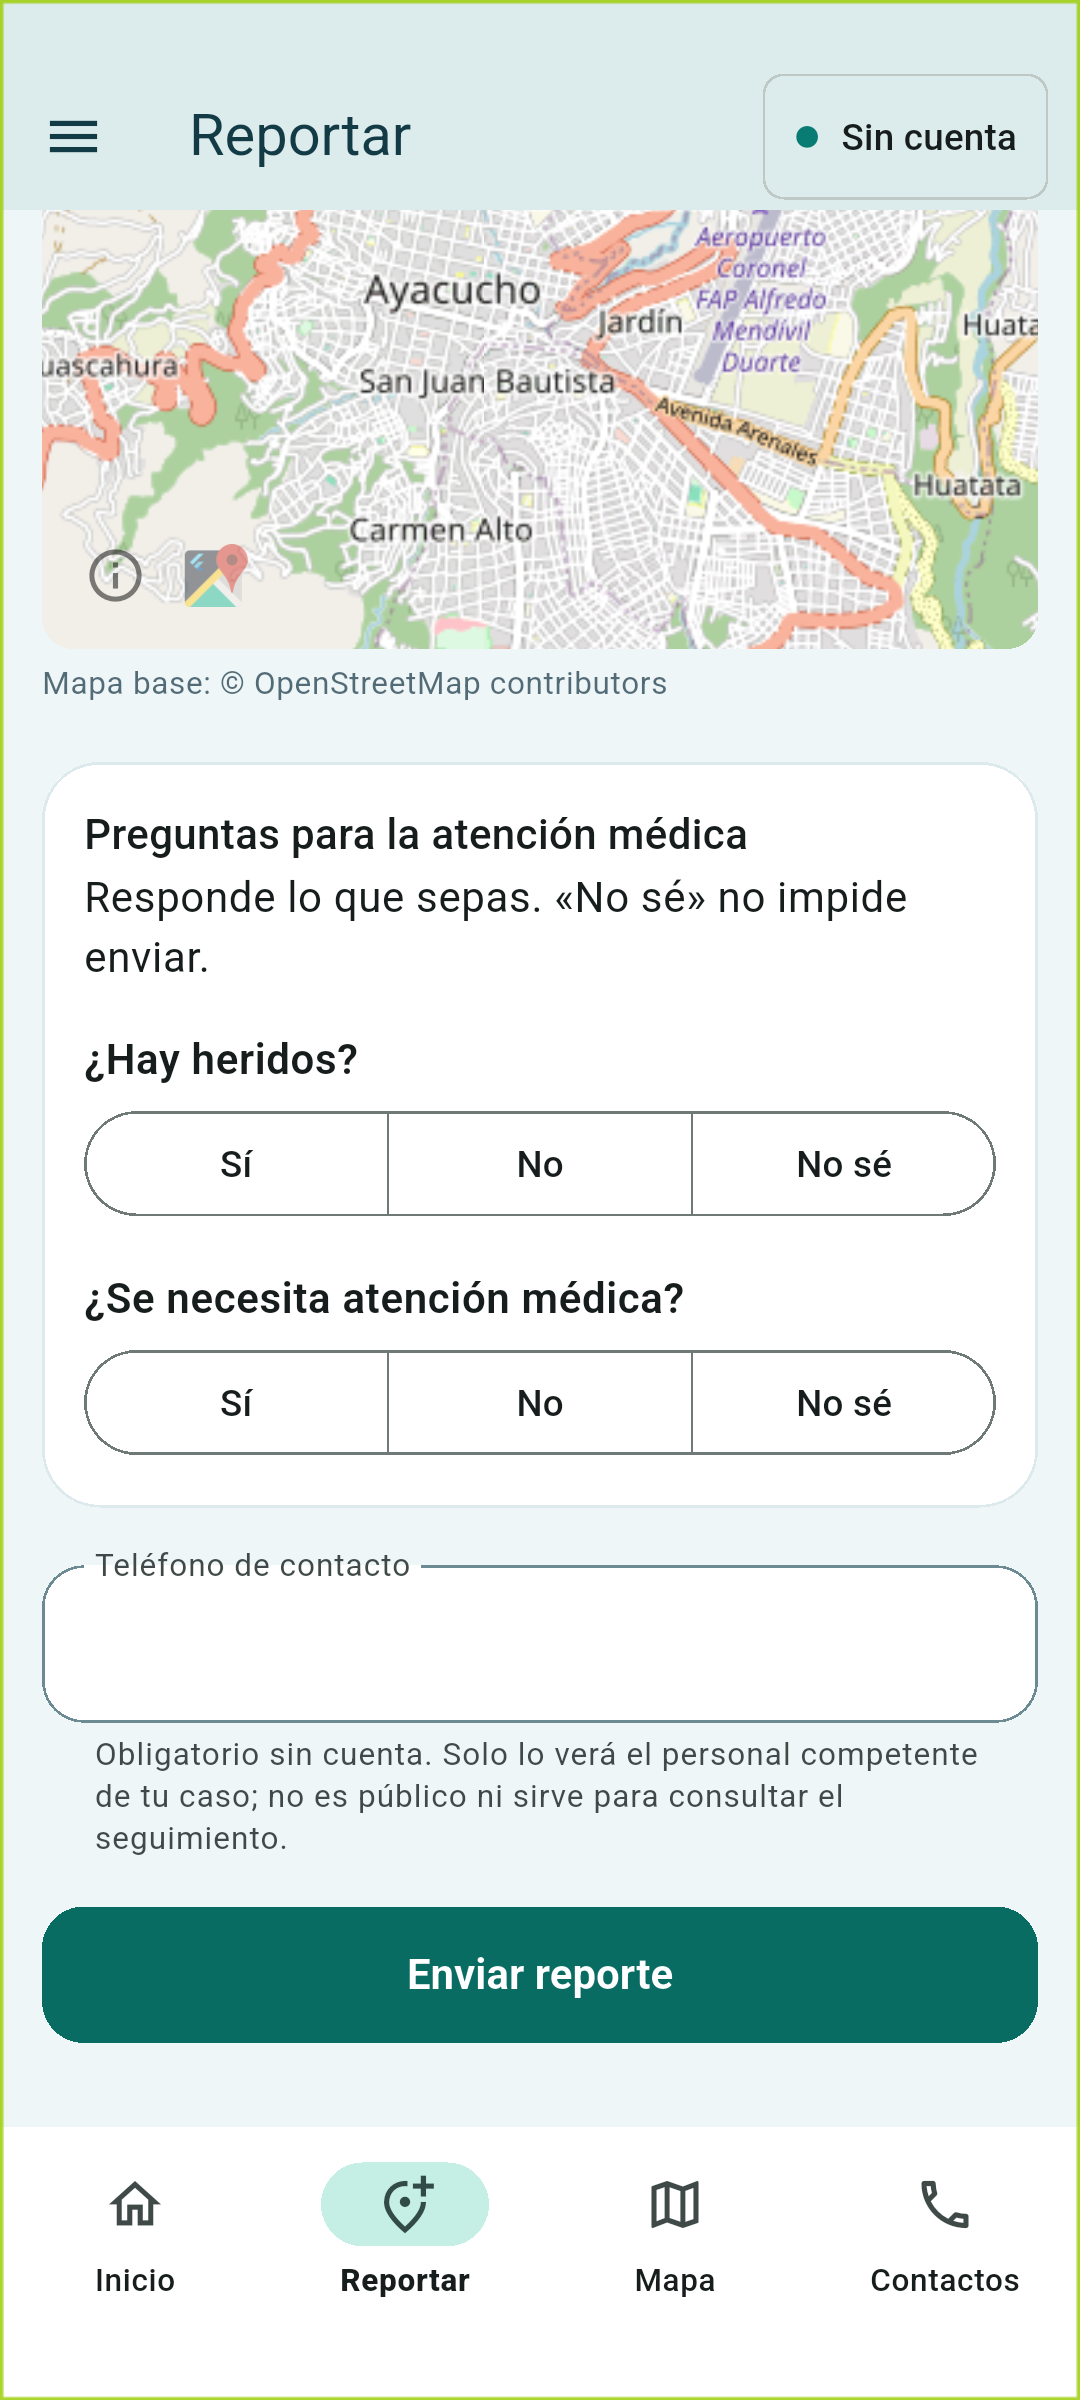 Reportar
Sin cuenta
Aeropuerto
Coronel
FAP Alfredo
Mendívil
Duarte
Ayacucho
Jardín
uascahura
San Juan Bautista
Avenida Arenales
Huatata
Carmen Alto
Mapa base: © OpenStreetMap contributors
Preguntas para la atención médica
Responde lo que sepas. «No sé» no impide
enviar.
¿Hay heridos?
Sí
No
No sé
¿Se necesita atención médica?
Sí
No
No sé
Teléfono de contacto
Obligatorio sin cuenta. Solo lo verá el personal competente
de tu caso; no es público ni sirve para consultar el
seguimiento.
Enviar reporte
Inicio
Reportar
Mapa
Contactos